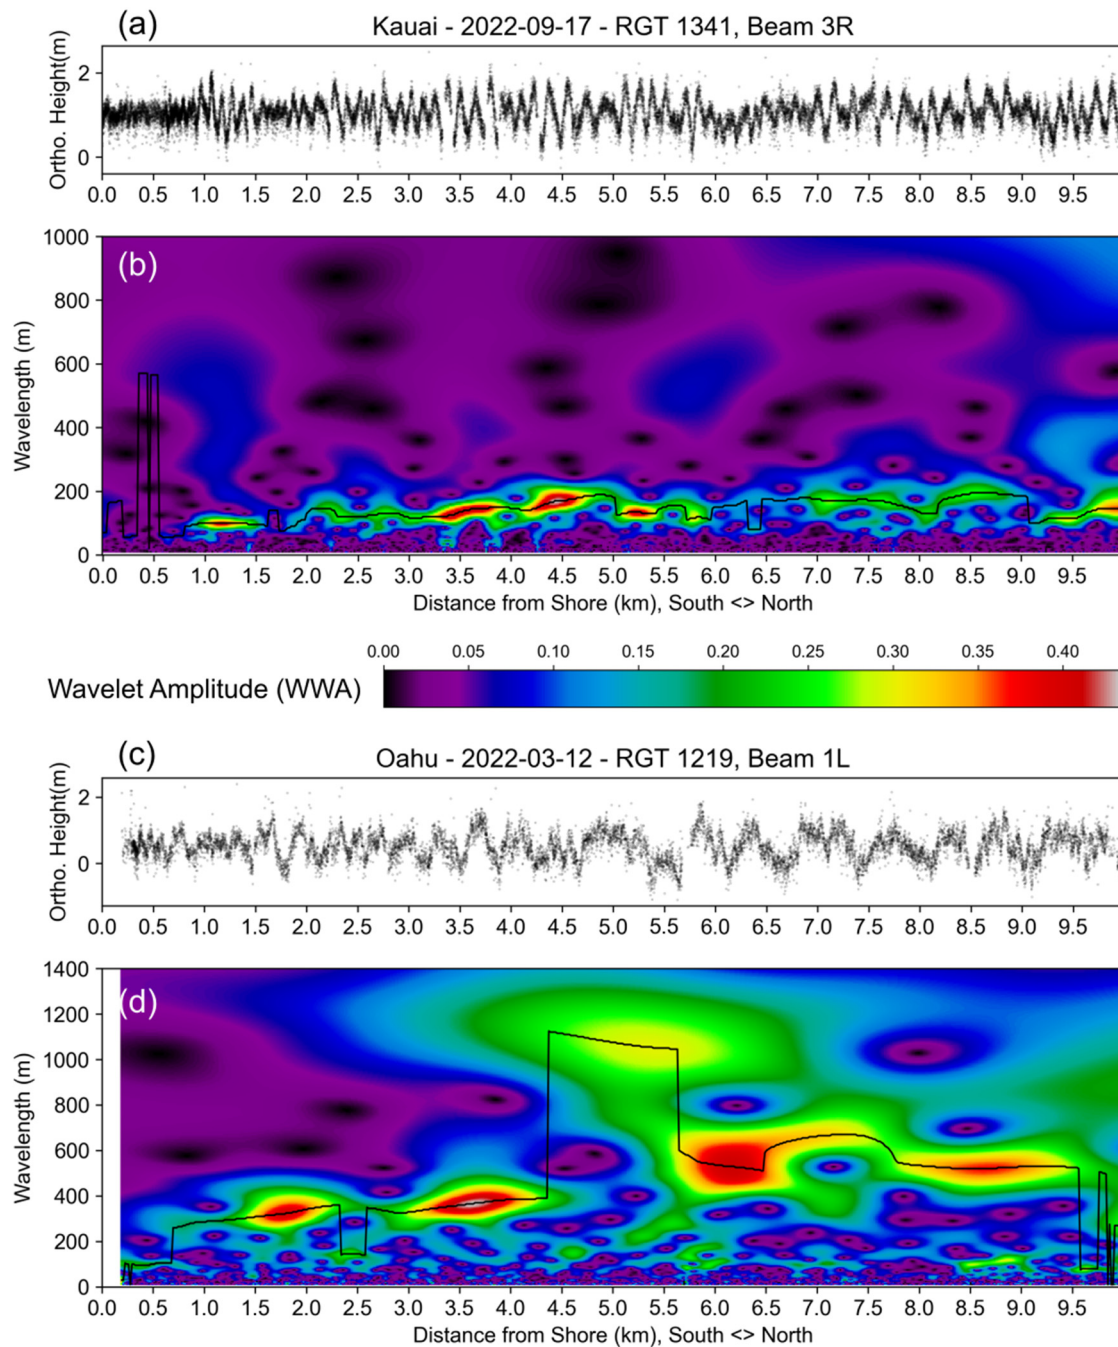 (a) Kauai - 2022-09-17 - RGT 1341, Beam 3R
Ortho. Height(m)
2
0
0.0 0.5 1.0 1.5 2.0 2.5 3.0 3.5 4.0 4.5 5.0 5.5 6.0 6.5 7.0 7.5 8.0 8.5 9.0 9.5
(b)
Wavelength (m)
1000
800
600
400
200
0
0.0 0.5 1.0 1.5 2.0 2.5 3.0 3.5 4.0 4.5 5.0 5.5 6.0 6.5 7.0 7.5 8.0 8.5 9.0 9.5
Distance from Shore (km), South <> North
0.00 0.05 0.10 0.15 0.20 0.25 0.30 0.35 0.40
Wavelet Amplitude (WWA)
(c) Oahu - 2022-03-12 - RGT 1219, Beam 1L
Ortho. Height(m)
2
0
0.0 0.5 1.0 1.5 2.0 2.5 3.0 3.5 4.0 4.5 5.0 5.5 6.0 6.5 7.0 7.5 8.0 8.5 9.0 9.5
(d)
Wavelength (m)
1400
1200
1000
800
600
400
200
0
0.0 0.5 1.0 1.5 2.0 2.5 3.0 3.5 4.0 4.5 5.0 5.5 6.0 6.5 7.0 7.5 8.0 8.5 9.0 9.5
Distance from Shore (km), South <> North